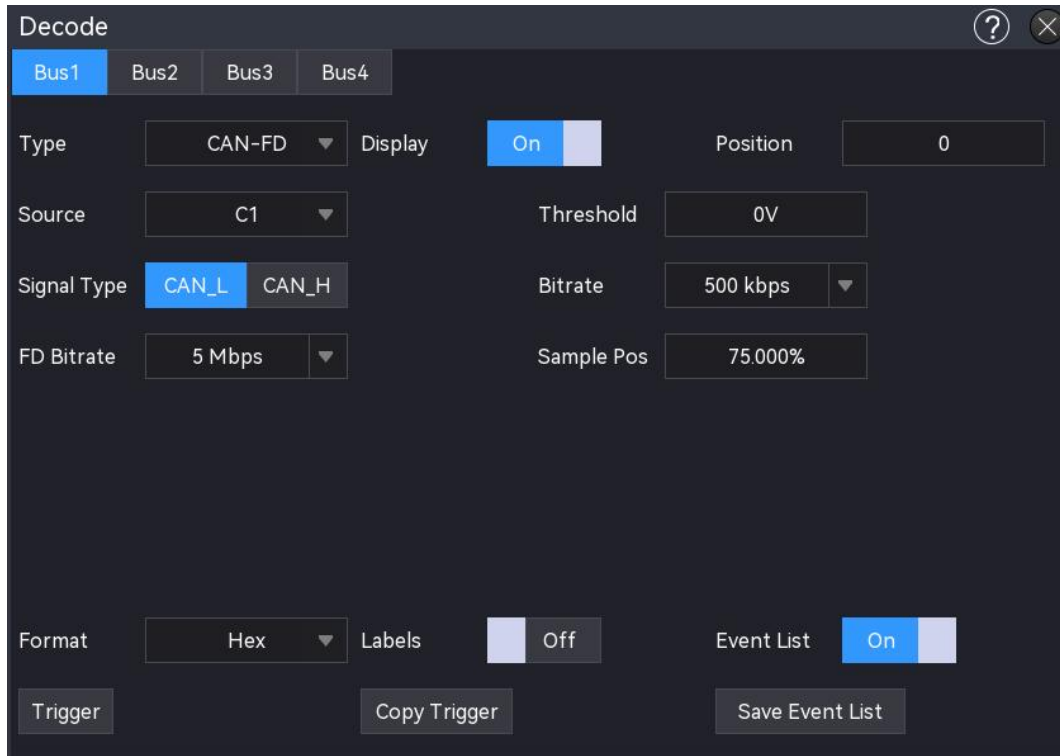 Decode ?
Bus1 Bus2 Bus3 Bus4
Type CAN-FD Display On Position 0
Source C1 Threshold 0V
Signal Type CAN_L CAN_H Bitrate 500 kbps
FD Bitrate 5 Mbps Sample Pos 75.000%
Format Hex Labels Off Event List On
Trigger Copy Trigger Save Event List